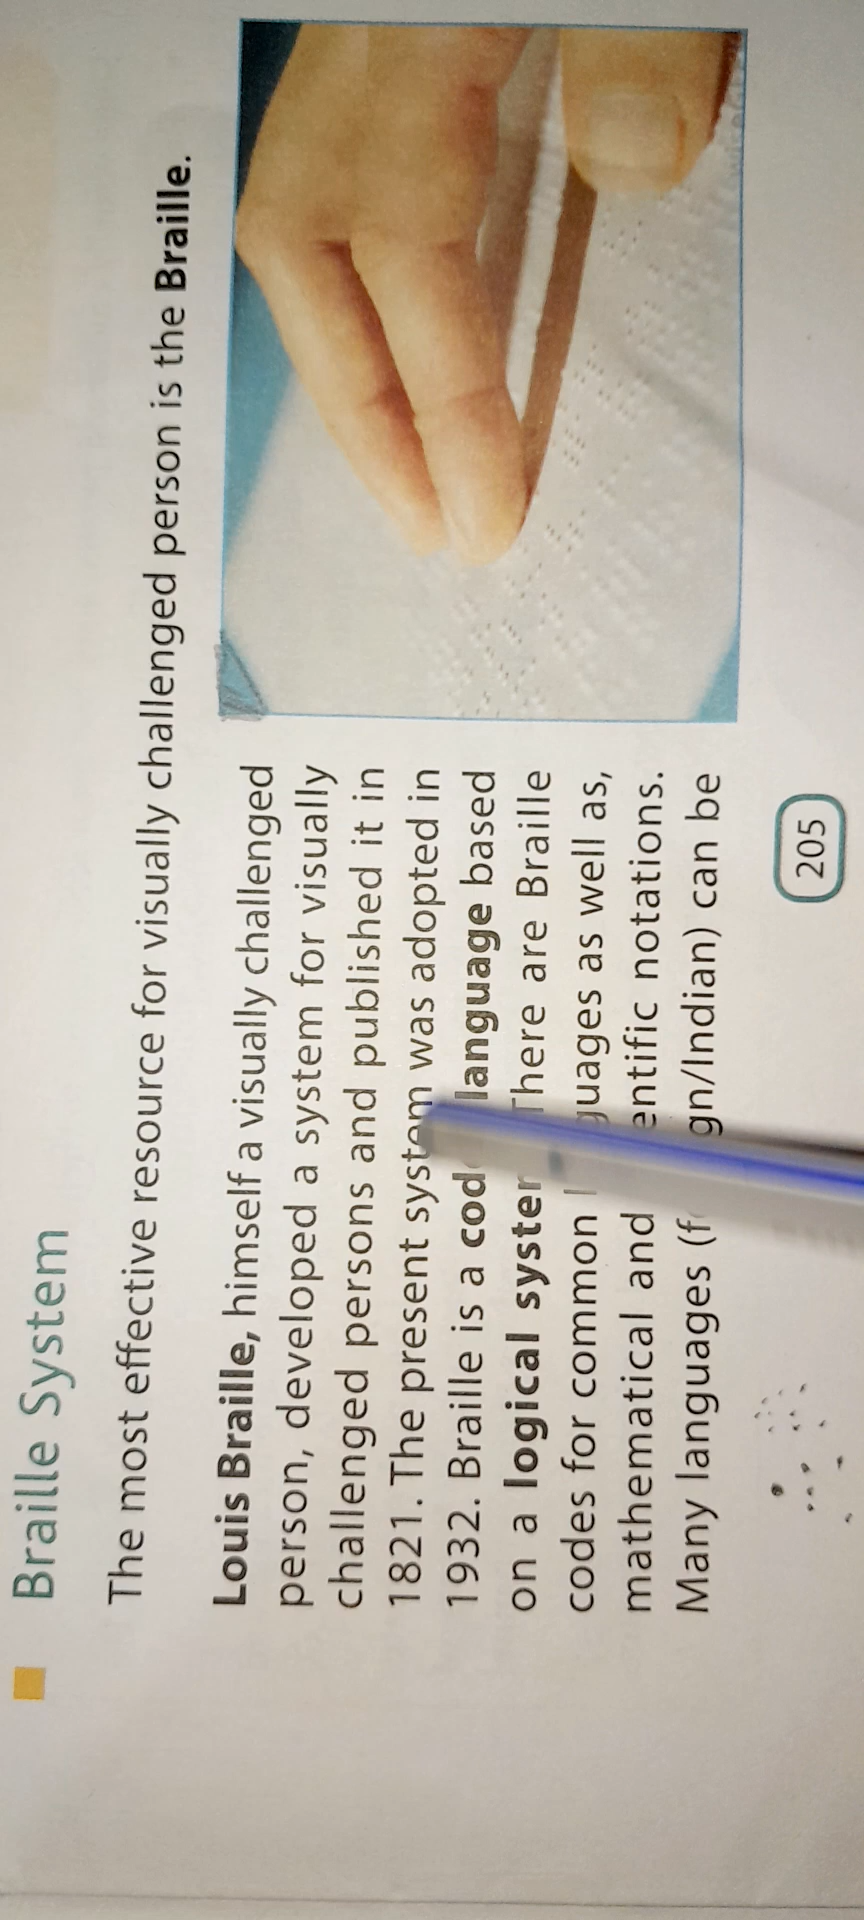 Braille System
The most effective resource for visually challenged person is the Braille.
Louis Braille, himself a visually challenged
person, developed a system for visually
challenged persons and published it in
1821. The present system was adopted in
1932. Braille is a code language based
on a logical system. There are Braille
codes for common languages as well as,
mathematical and scientific notations.
Many languages (foreign/Indian) can be
205